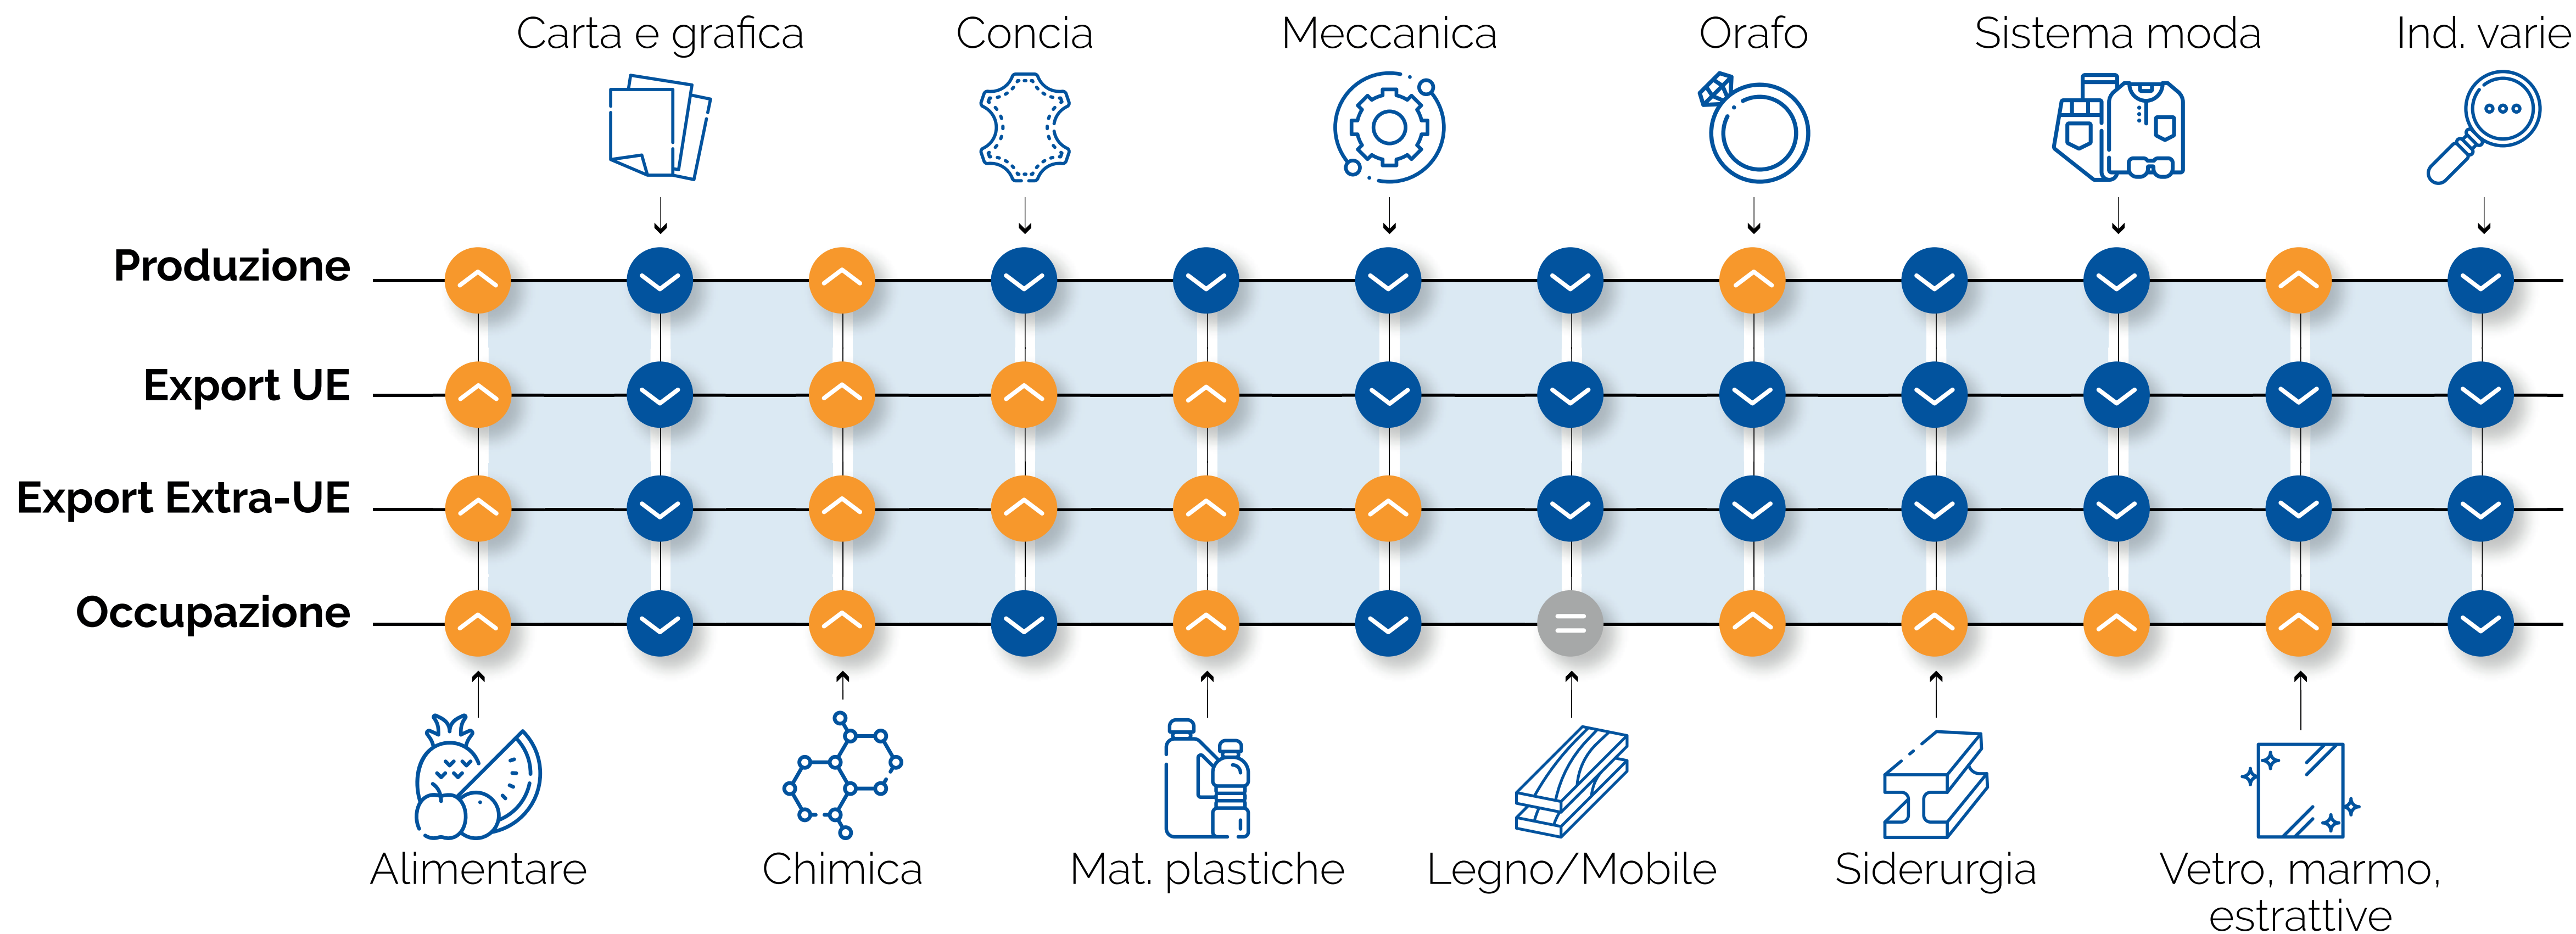 Carta e grafica
Concia
Meccanica
Orafo
Sistema moda
Ind. varie
Produzione
Export UE
Export Extra-UE
Occupazione
Alimentare
Chimica
Mat. plastiche
Legno/Mobile
Siderurgia
Vetro, marmo,
estrattive